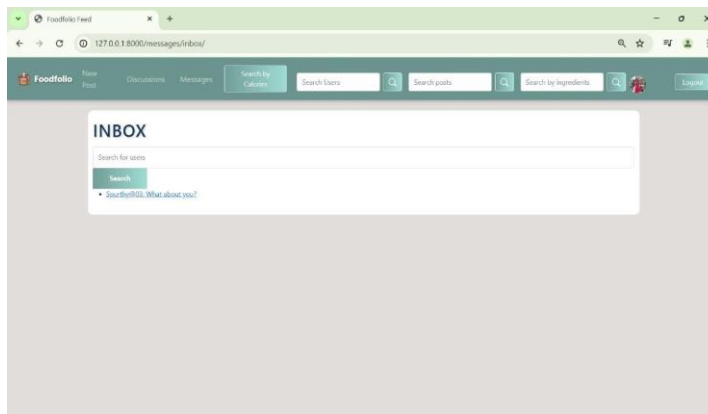 Foodfolio Feed
127.0.0.1:8000/messages/inbox/
Foodfolio
New Post
Discussions
Messages
Search by Calories
Search Users
Search posts
Search by ingredients
Logout
INBOX
Search for users
Search
What about you?